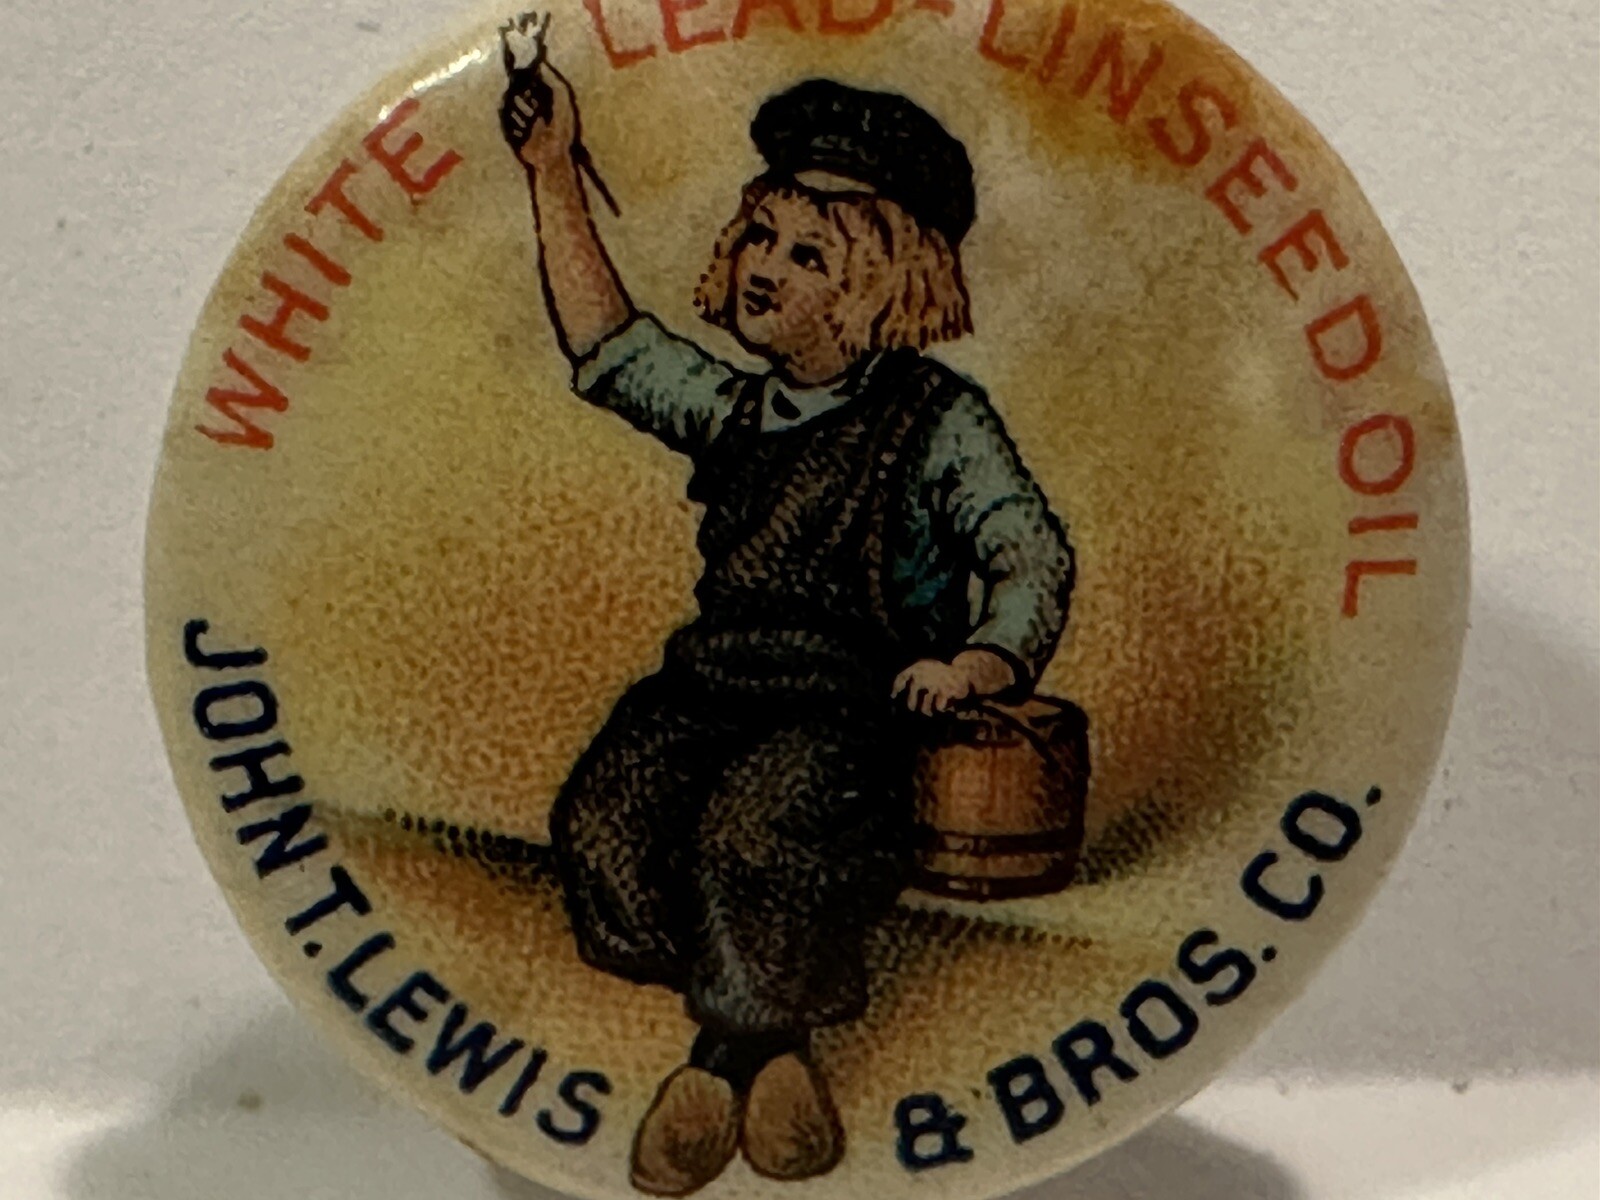 WHITE LEAD-LINSEED OIL
JOHN T. LEWIS & BROS. CO.